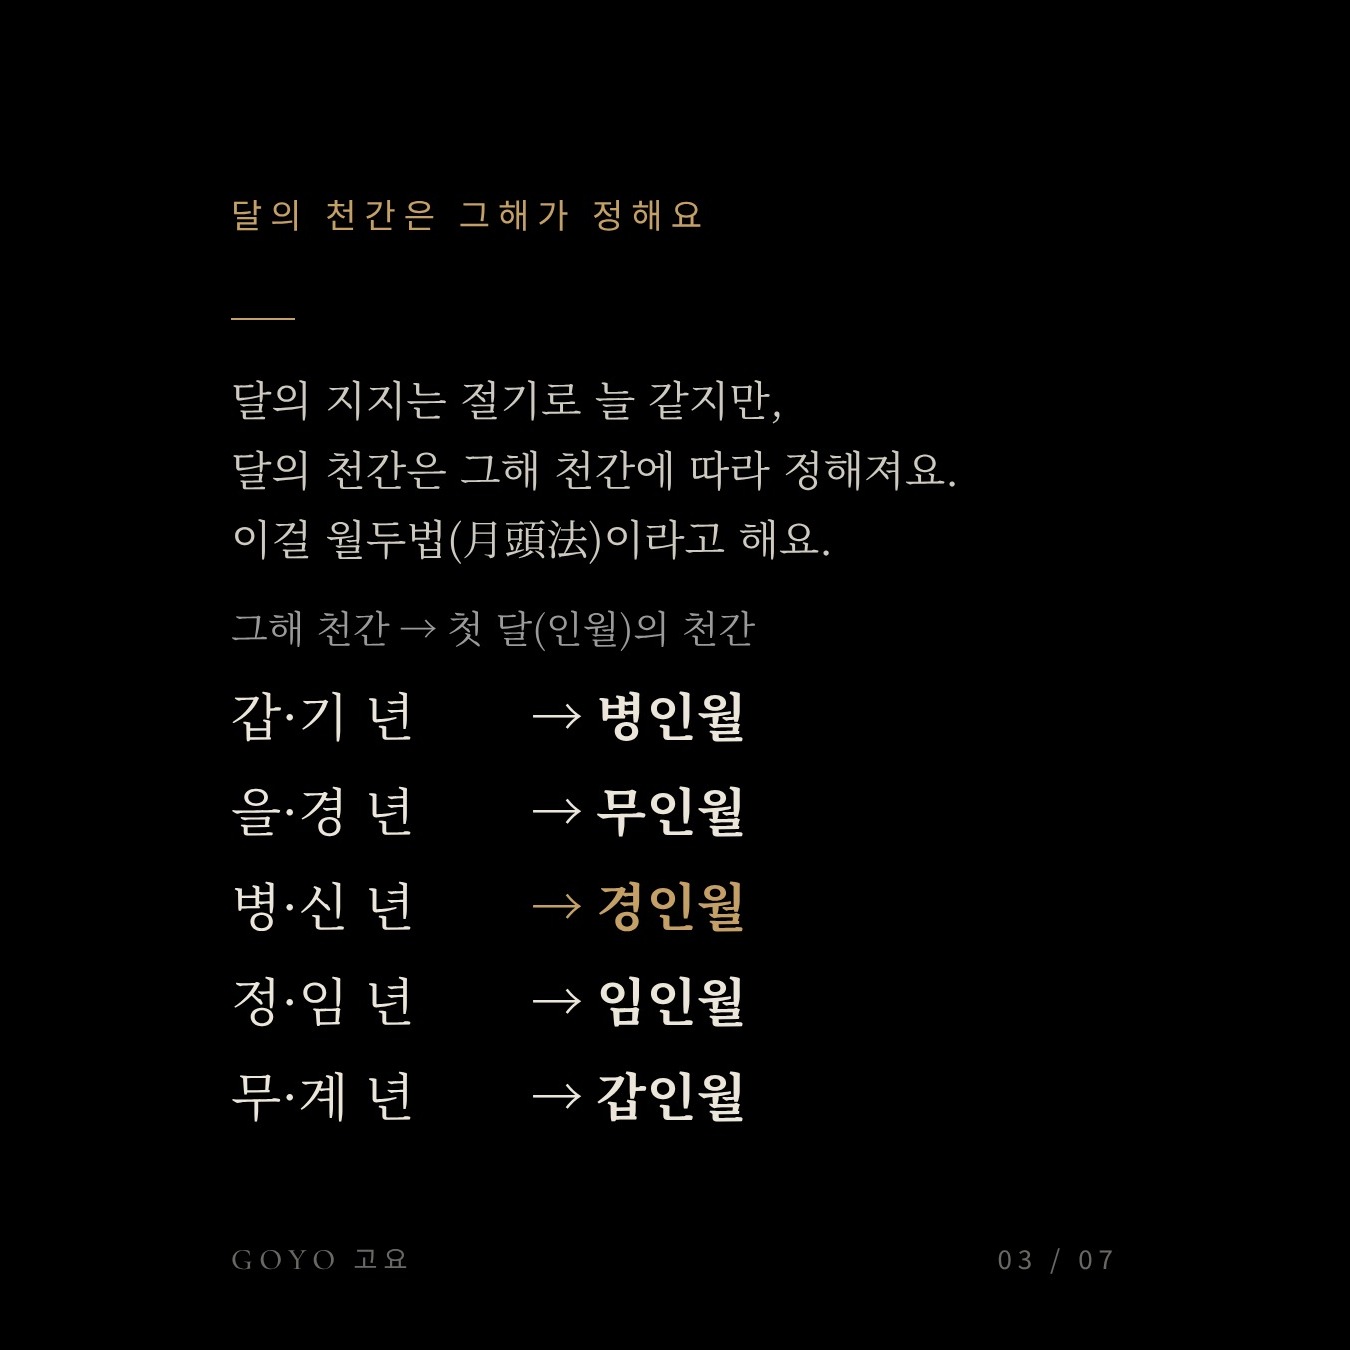 달의 천간은 그해가 정해요
달의 지지는 절기로 늘 같지만,
달의 천간은 그해 천간에 따라 정해져요.
이걸 월두법(月頭法)이라고 해요.
그해 천간 → 첫 달(인월)의 천간
갑·기 년 → 병인월
을·경 년 → 무인월
병·신 년 → 경인월
정·임 년 → 임인월
무·계 년 → 갑인월
GOYO 고요 03 / 07